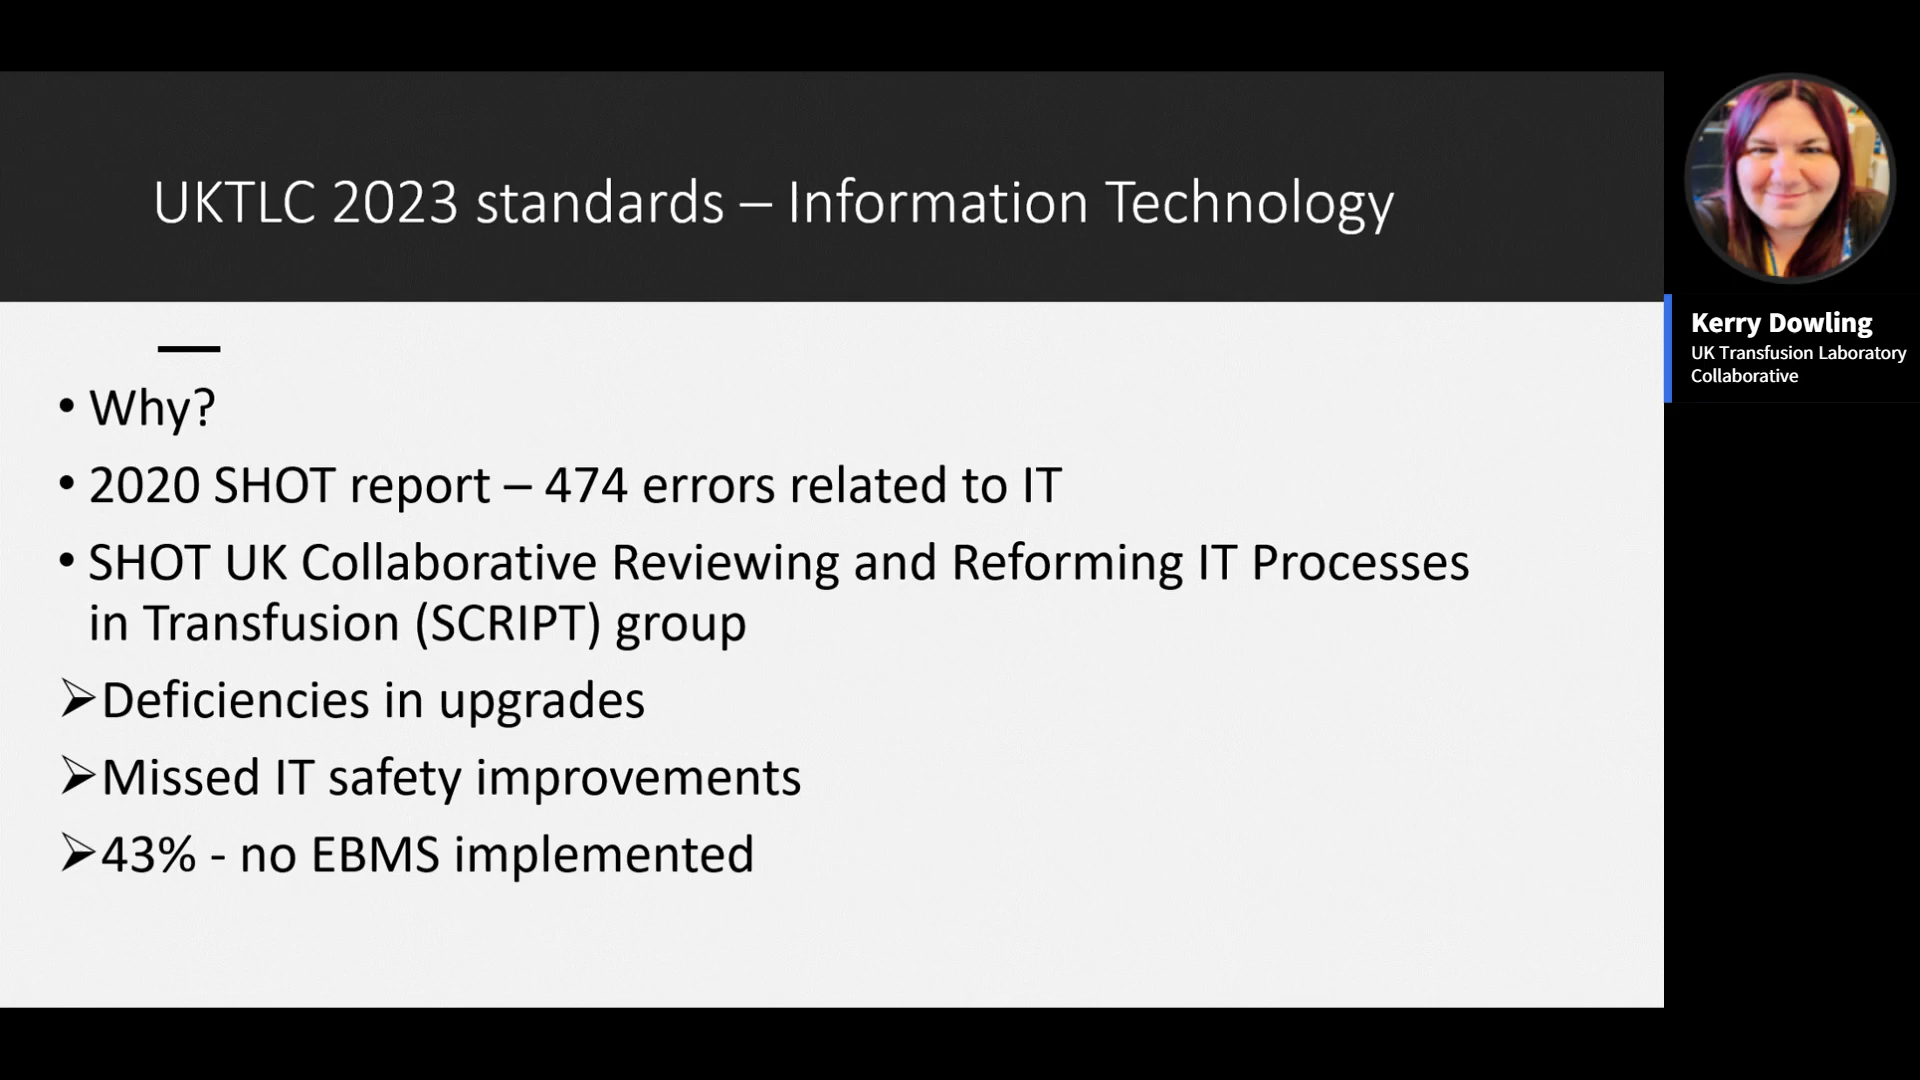 UKTLC 2023 standards – Information Technology
• Why?
• 2020 SHOT report – 474 errors related to IT
• SHOT UK Collaborative Reviewing and Reforming IT Processes
in Transfusion (SCRIPT) group
➢Deficiencies in upgrades
➢Missed IT safety improvements
➢43% - no EBMS implemented
Kerry Dowling
UK Transfusion Laboratory
Collaborative